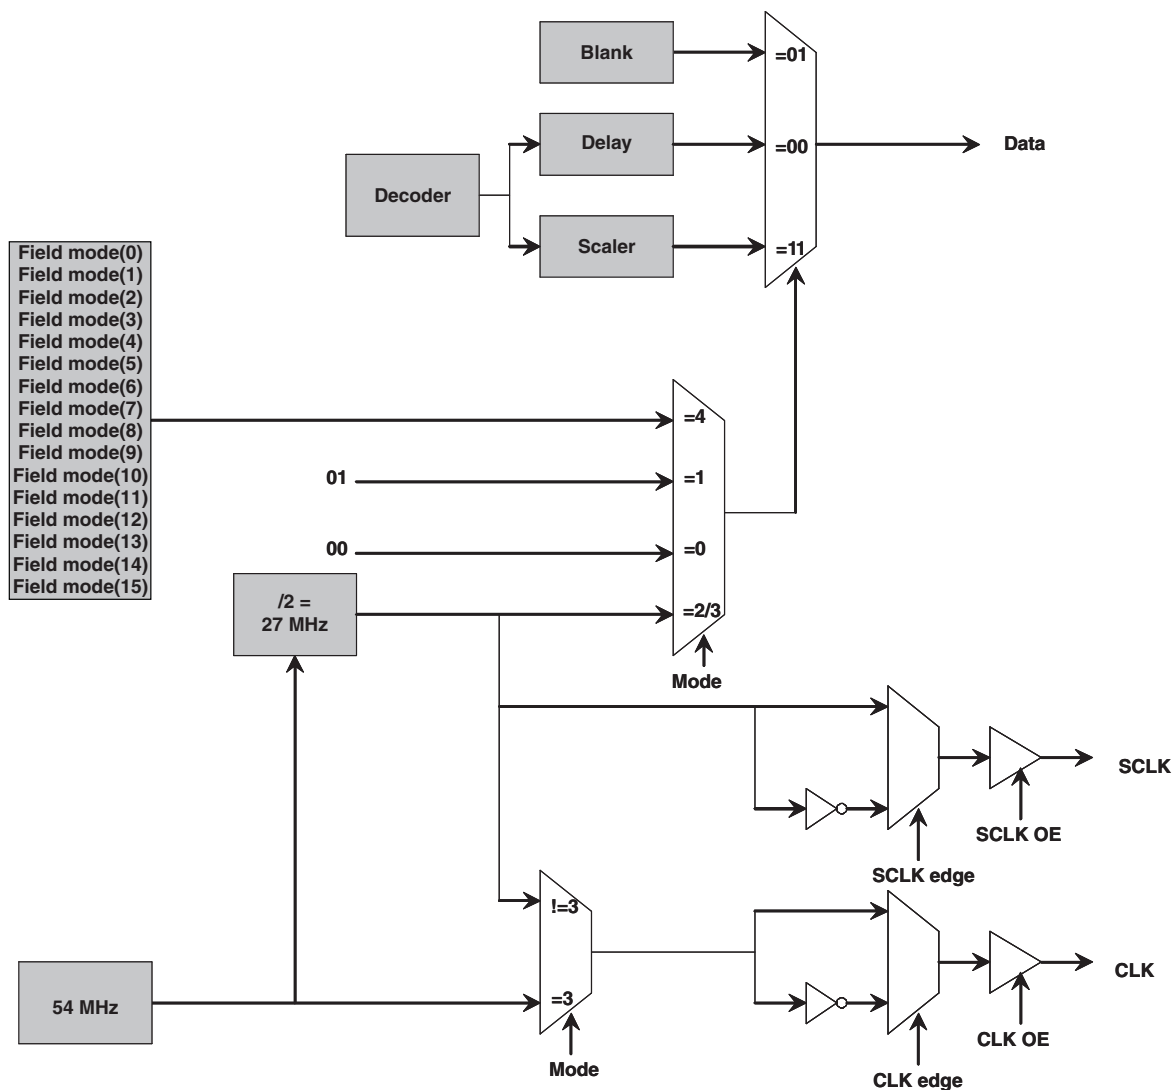 Blank
=01
Delay
=00
Data
Decoder
Scaler
=11
Field mode(0)
Field mode(1)
Field mode(2)
Field mode(3)
Field mode(4)
Field mode(5)
Field mode(6)
Field mode(7)
Field mode(8)
Field mode(9)
Field mode(10)
Field mode(11)
Field mode(12)
Field mode(13)
Field mode(14)
Field mode(15)
=4
01
=1
00
=0
/2 =
27 MHz
=2/3
Mode
SCLK
SCLK OE
SCLK edge
!=3
54 MHz
=3
Mode
CLK
CLK OE
CLK edge